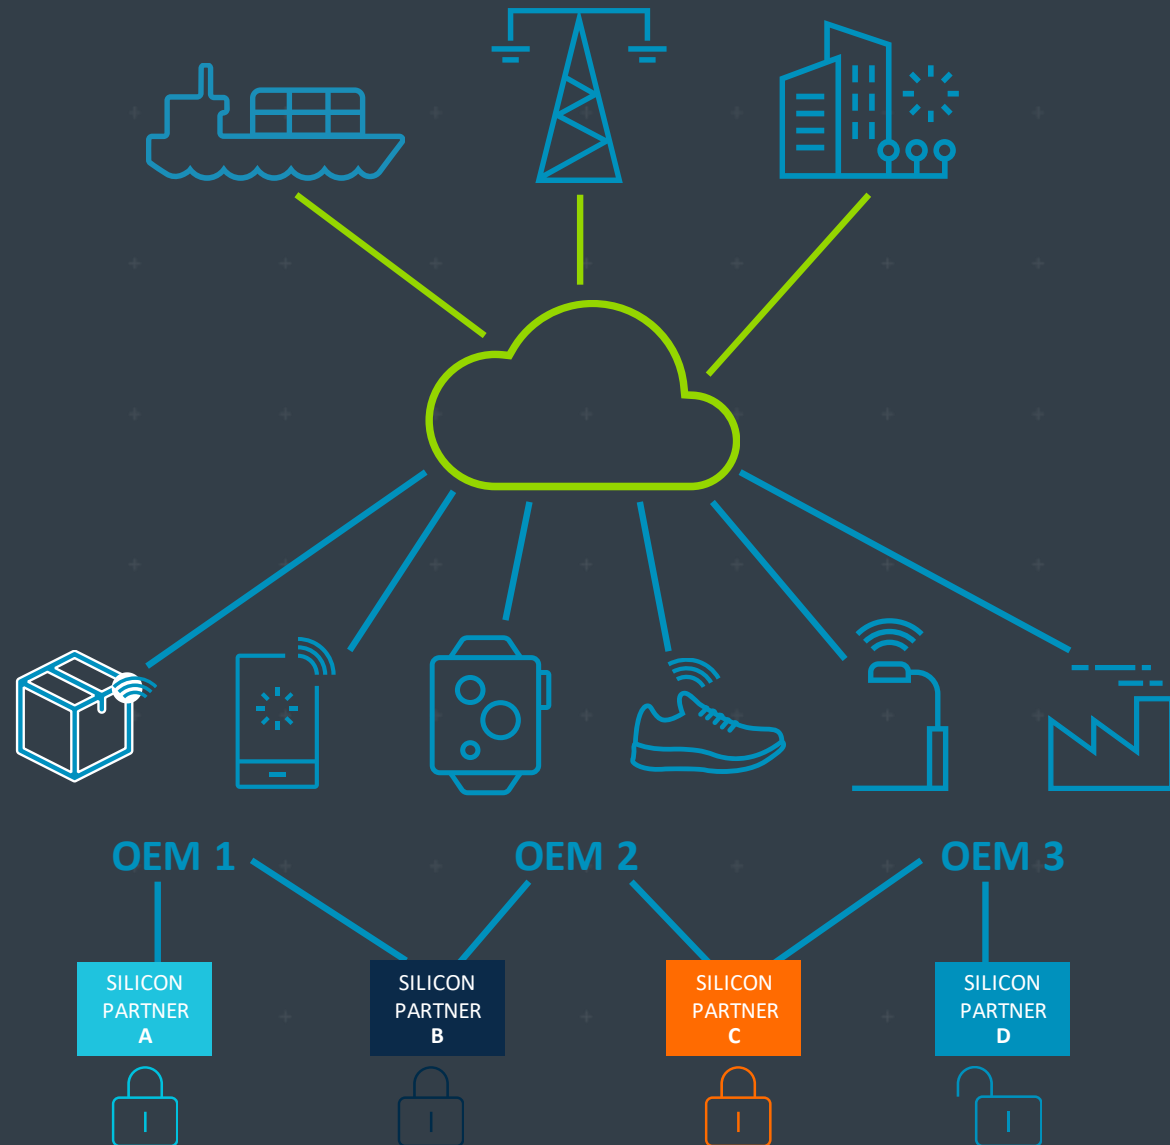 OEM 1
OEM 2
OEM 3
SILICON
PARTNER
A
SILICON
PARTNER
B
SILICON
PARTNER
C
SILICON
PARTNER
D